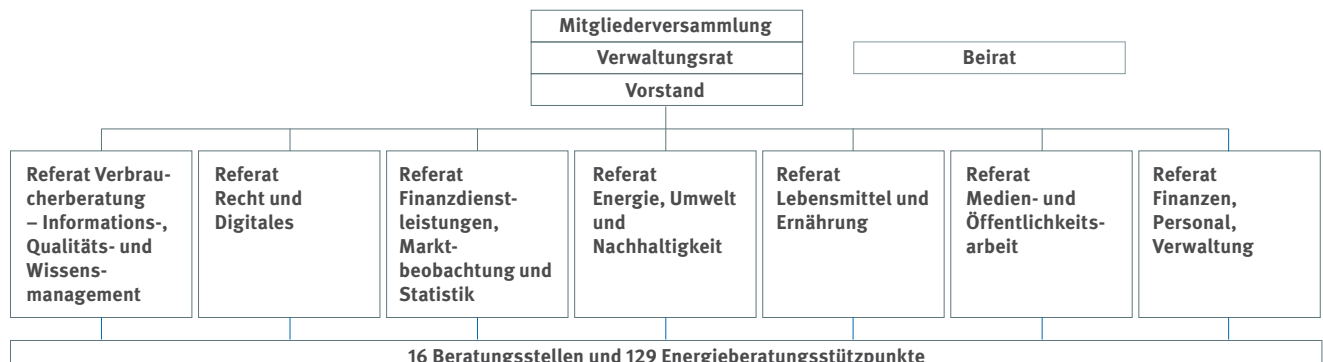 Mitgliederversammlung
Verwaltungsrat
Beirat
Vorstand
Referat Verbrau-
cherberatung
– Informations-,
Qualitäts- und
Wissens-
management
Referat
Recht und
Digitales
Referat
Finanzdienst-
leistungen,
Markt-
beobachtung und
Statistik
Referat
Energie, Umwelt
und
Nachhaltigkeit
Referat
Lebensmittel und
Ernährung
Referat
Medien- und
Öffentlichkeits-
arbeit
Referat
Finanzen,
Personal,
Verwaltung
16 Beratungsstellen und 129 Energieberatungsstützpunkte